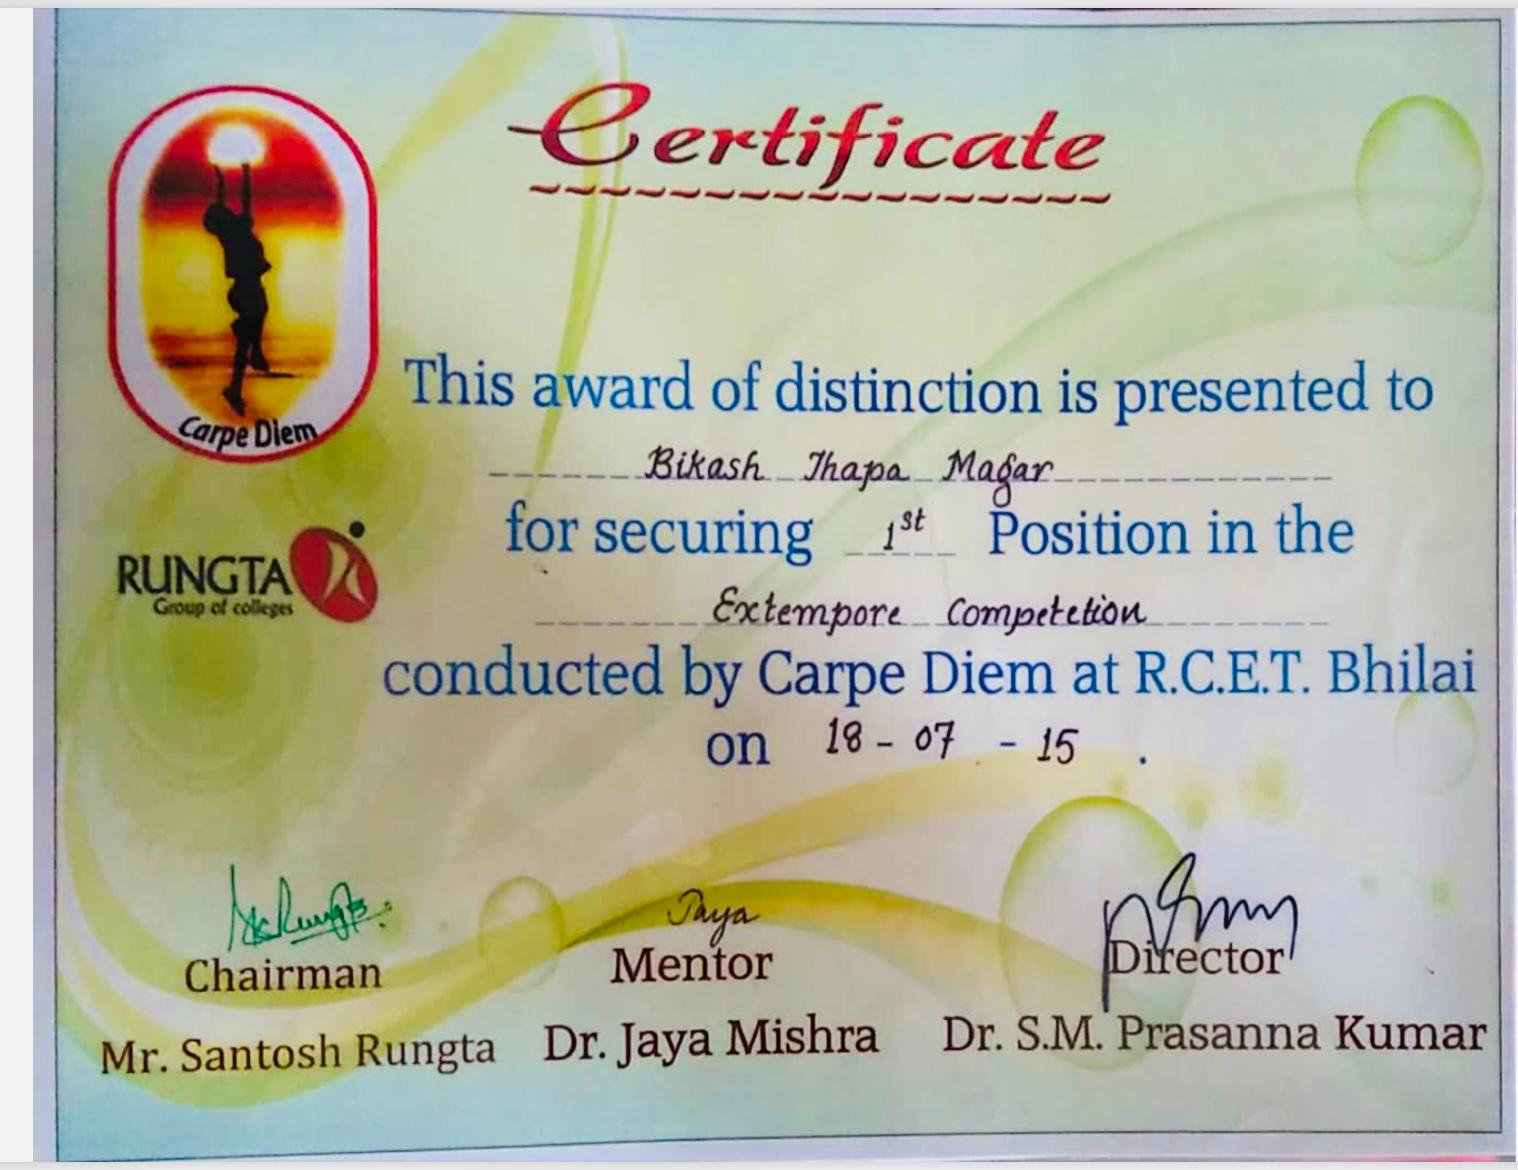 Certificate
Carpe Diem
This award of distinction is presented to
Bikash Thapa Magar
for securing 1st Position in the
RUNGTA
Group of colleges
Extempore Competetion
conducted by Carpe Diem at R.C.E.T. Bhilai
on 18 - 07 - 15 .
Jaya
Chairman Mentor Director
Mr. Santosh Rungta Dr. Jaya Mishra Dr. S.M. Prasanna Kumar